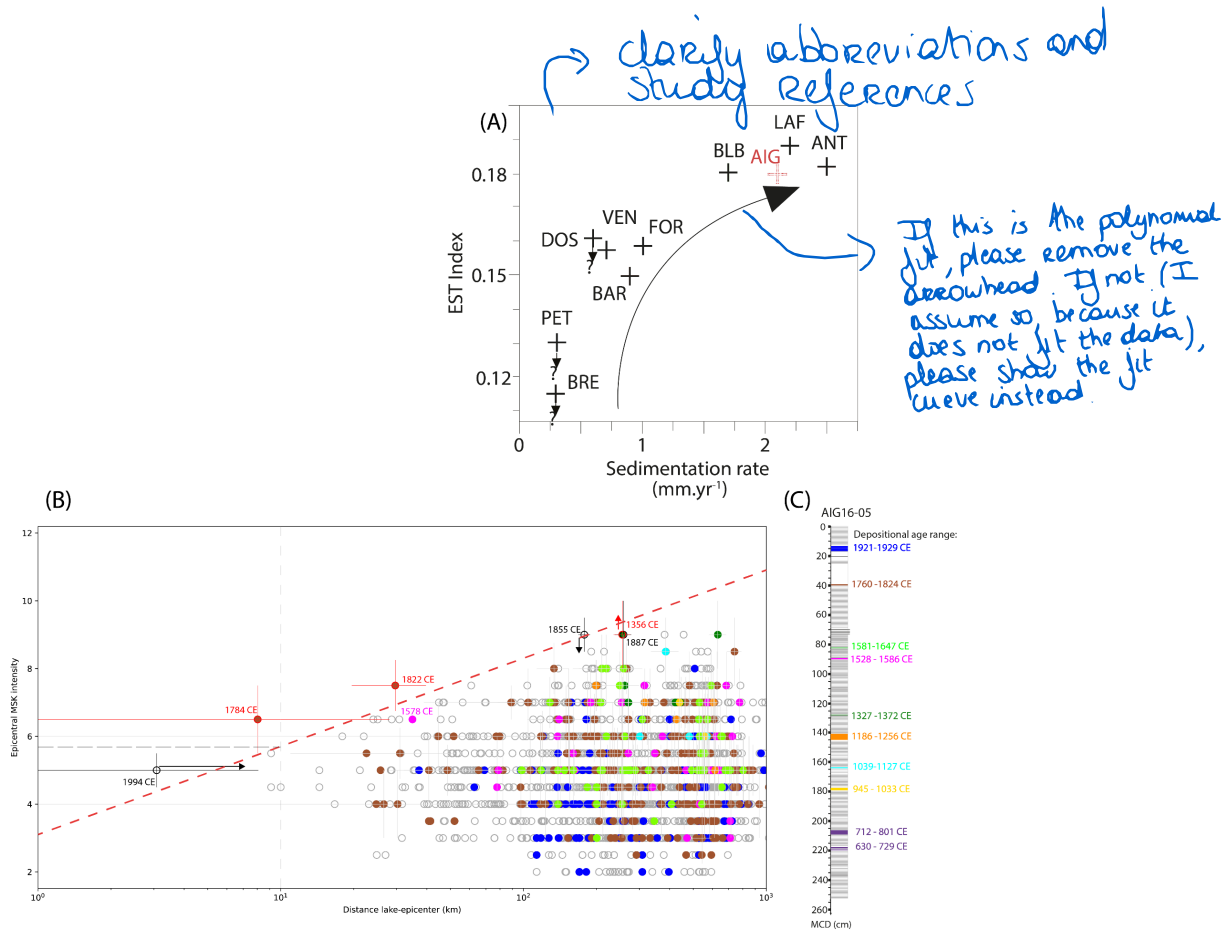 clarify abbreviations and
study references
(A)
LAF
BLB
AIG
ANT
0.18
VEN
FOR
DOS
?
0.15
BAR
EST Index
PET
?
BRE
0.12
?
0
1
2
Sedimentation rate
(mm.yr-1)
If this is the polynomial
fit, please remove the
arrowhead. If not (I
assume so, because it
does not fit the data),
please show the fit
curve instead.
(B)
12
10
8
6
4
2
Epicentral MSK intensity
1855 CE
1356 CE
1887 CE
1822 CE
1784 CE
1578 CE
1994 CE
10⁰
10¹
10²
10³
Distance lake-epicenter (km)
(C)
AIG16-05
Depositional age range:
0
20
40
60
80
100
120
140
160
180
200
220
240
260
1921-1929 CE
1760-1824 CE
1581-1647 CE
1528 - 1586 CE
1327-1372 CE
1186-1256 CE
1039-1127 CE
945 - 1033 CE
712 - 801 CE
630 - 729 CE
MCD (cm)